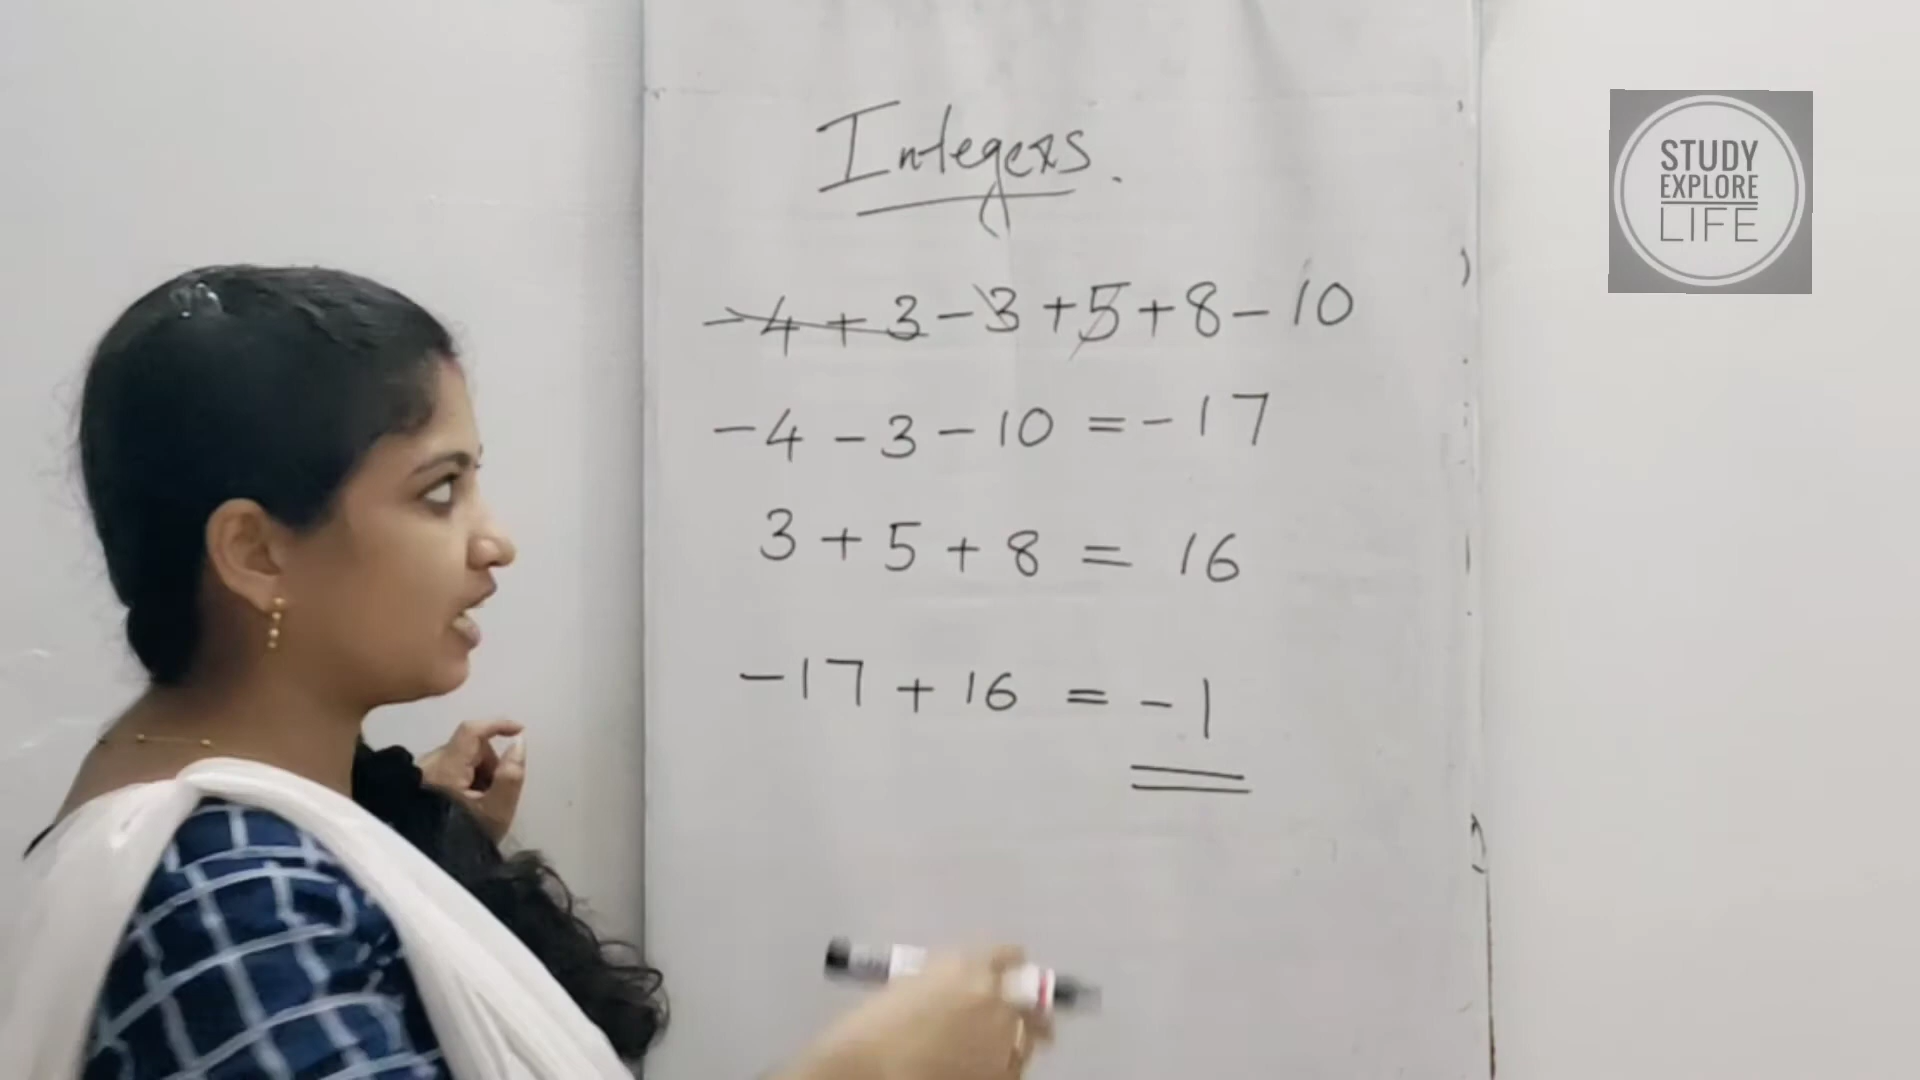 Integers.
-4 + 3 - 3 + 5 + 8 - 10
-4 - 3 - 10 = -17
3 + 5 + 8 = 16
-17 + 16 = -1
STUDY
EXPLORE
LIFE